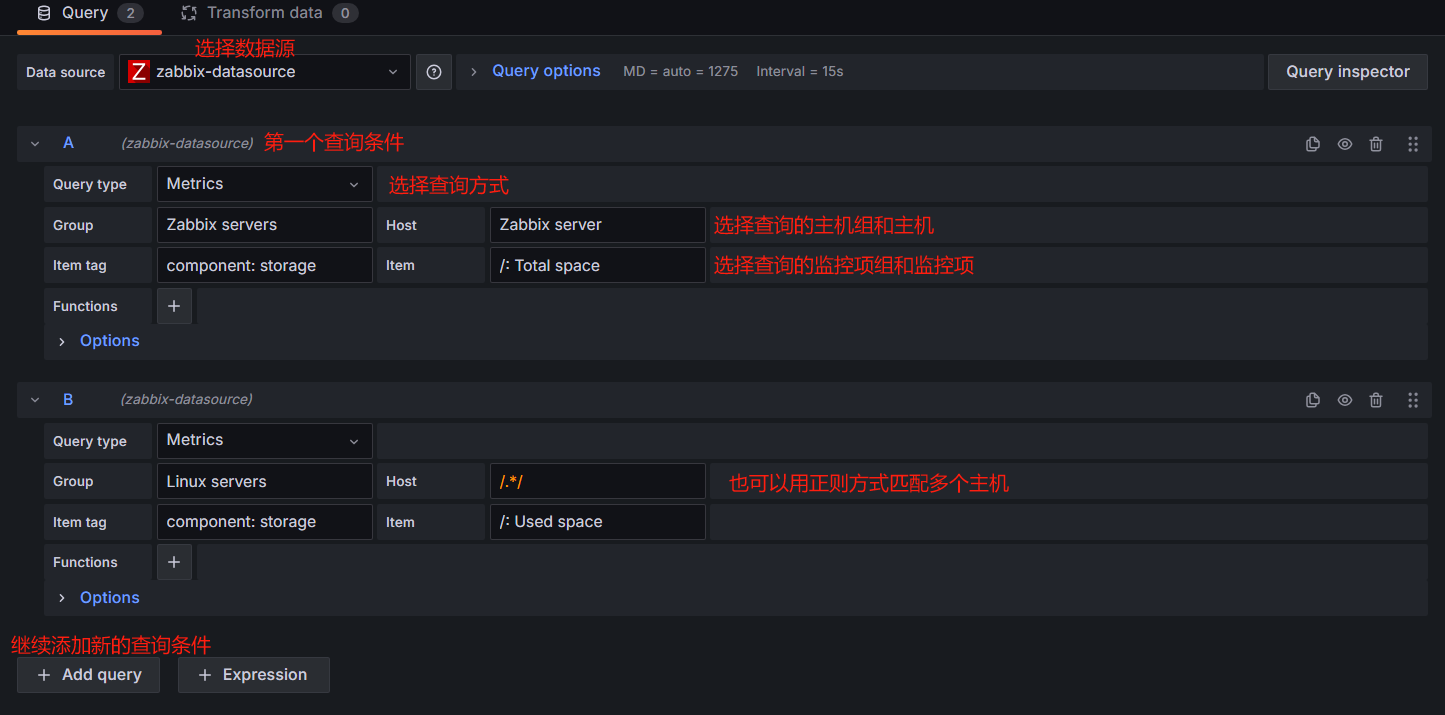 Query 2 Transform data 0
选择数据源
Data source Z zabbix-datasource Query options MD = auto = 1275 Interval = 15s Query inspector
A (zabbix-datasource) 第一个查询条件
Query type Metrics 选择查询方式
Group Zabbix servers Host Zabbix server 选择查询的主机组和主机
Item tag component: storage Item /: Total space 选择查询的监控项组和监控项
Functions +
Options
B (zabbix-datasource)
Query type Metrics
Group Linux servers Host /.*/ 也可以用正则方式匹配多个主机
Item tag component: storage Item /: Used space
Functions +
Options
继续添加新的查询条件
+ Add query + Expression